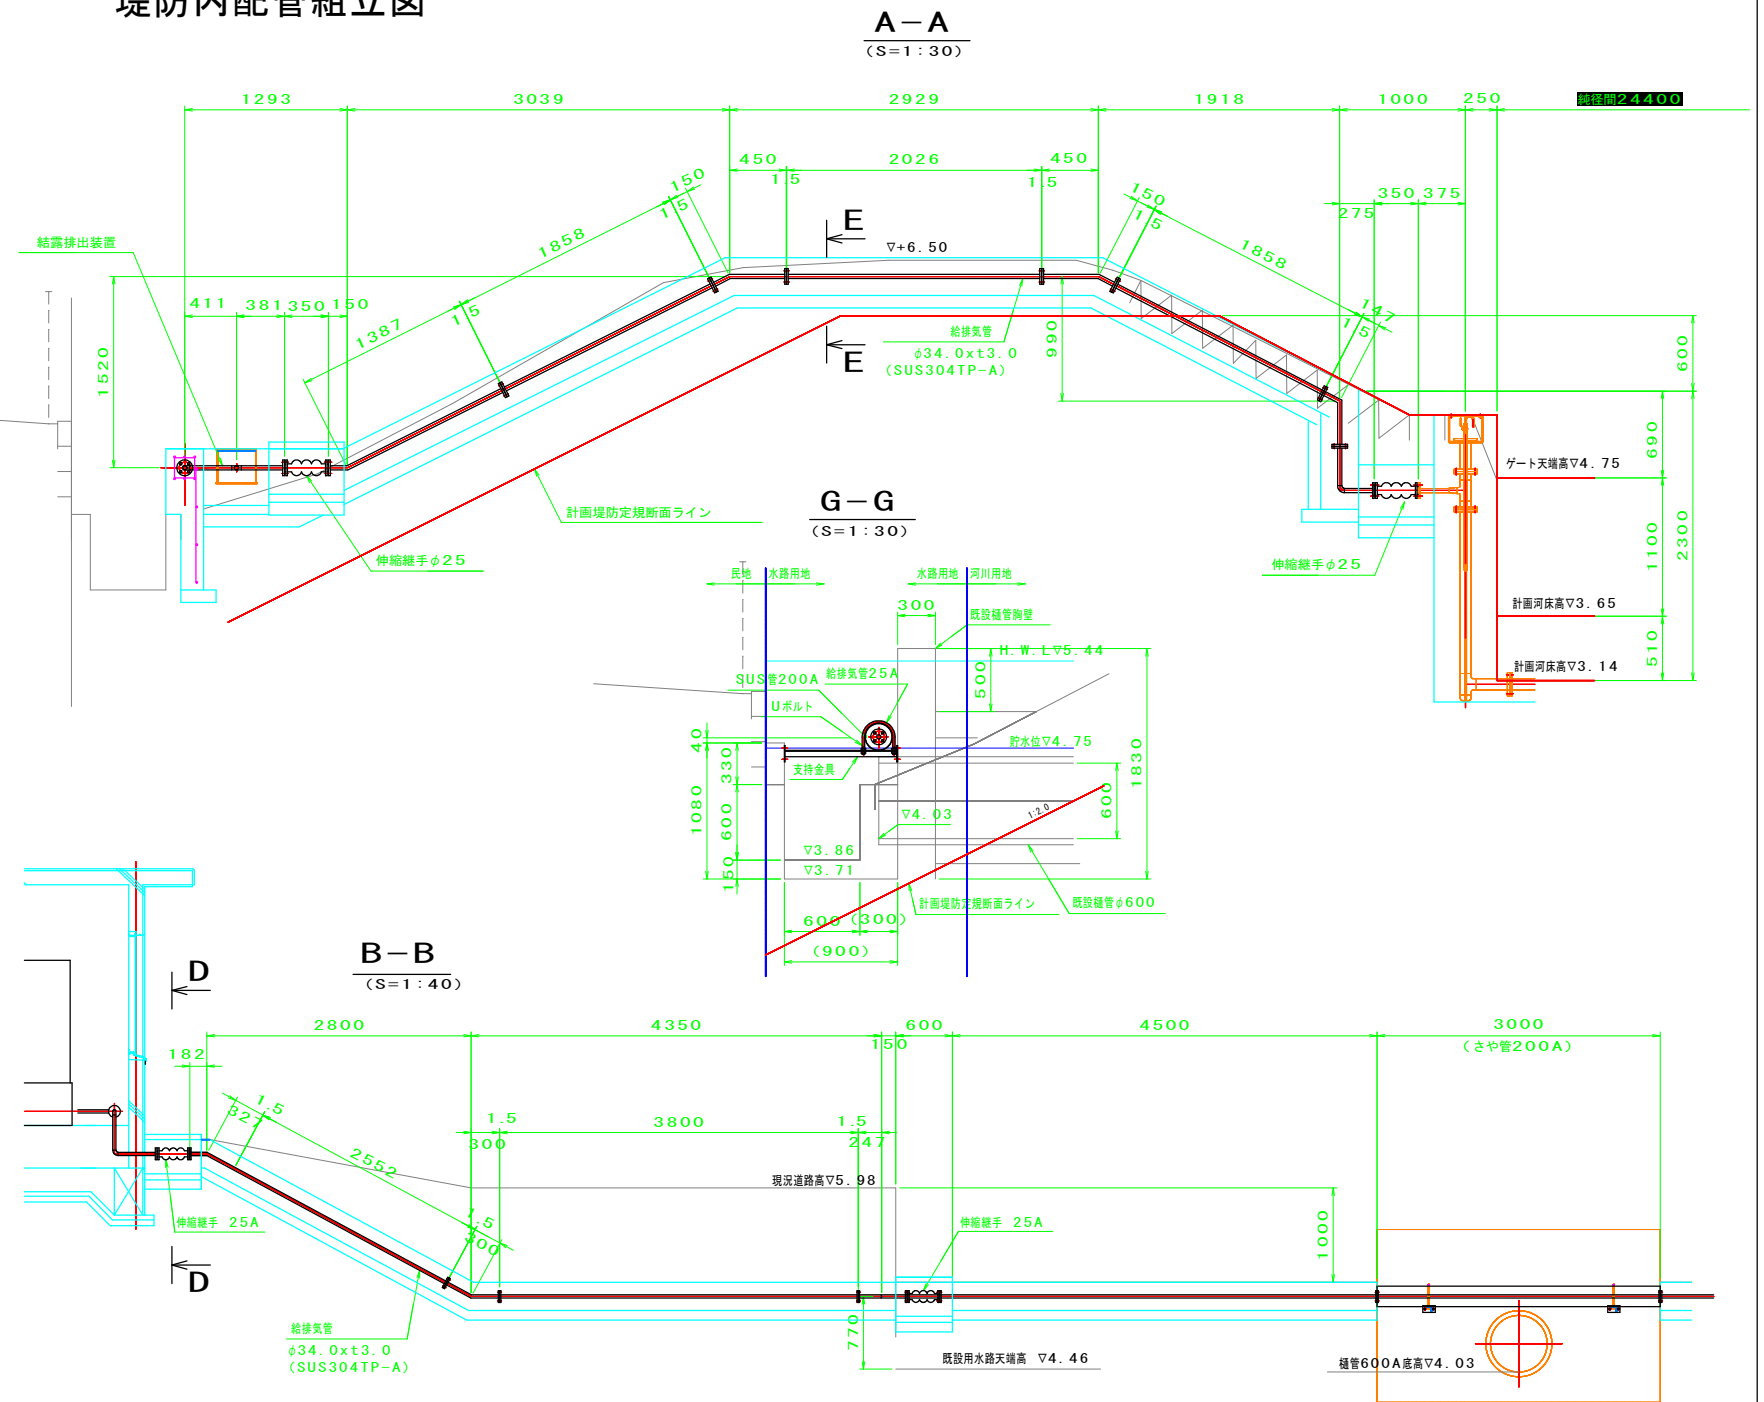 堤防内配管組立図
A-A
(S=1:30)
1293
3039
2929
1918
1000
250
純径間24400
450
2026
450
1.5
1.5
150
1.5
1858
150
1.5
1858
350
375
275
結露排出装置
E
▽+6.50
411
381
350
150
1387
1.5
147
1.5
1520
E
給排気管
φ34.0xt3.0
(SUS304TP-A)
990
600
690
ゲート天端高▽4.75
1100
2300
計画堤防定規断面ライン
伸縮継手φ25
伸縮継手φ25
計画河床高▽3.65
510
計画河床高▽3.14
G-G
(S=1:30)
民地
水路用地
水路用地
河川用地
300
既設樋管胸壁
H.W.L▽5.44
500
SUS管200A
給排気管25A
Uボルト
40
330
貯水位▽4.75
1830
支持金具
1080
600
▽4.03
600
1:2.0
▽3.86
▽3.71
150
計画堤防定規断面ライン
既設樋管φ600
600
(300)
(900)
B-B
(S=1:40)
D
2800
4350
600
150
4500
3000
(さや管200A)
182
1.5
327
2552
1.5
300
1.5
300
3800
1.5
247
現況道路高▽5.98
1000
伸縮継手 25A
伸縮継手 25A
D
給排気管
φ34.0xt3.0
(SUS304TP-A)
770
既設用水路天端高 ▽4.46
樋管600A底高▽4.03